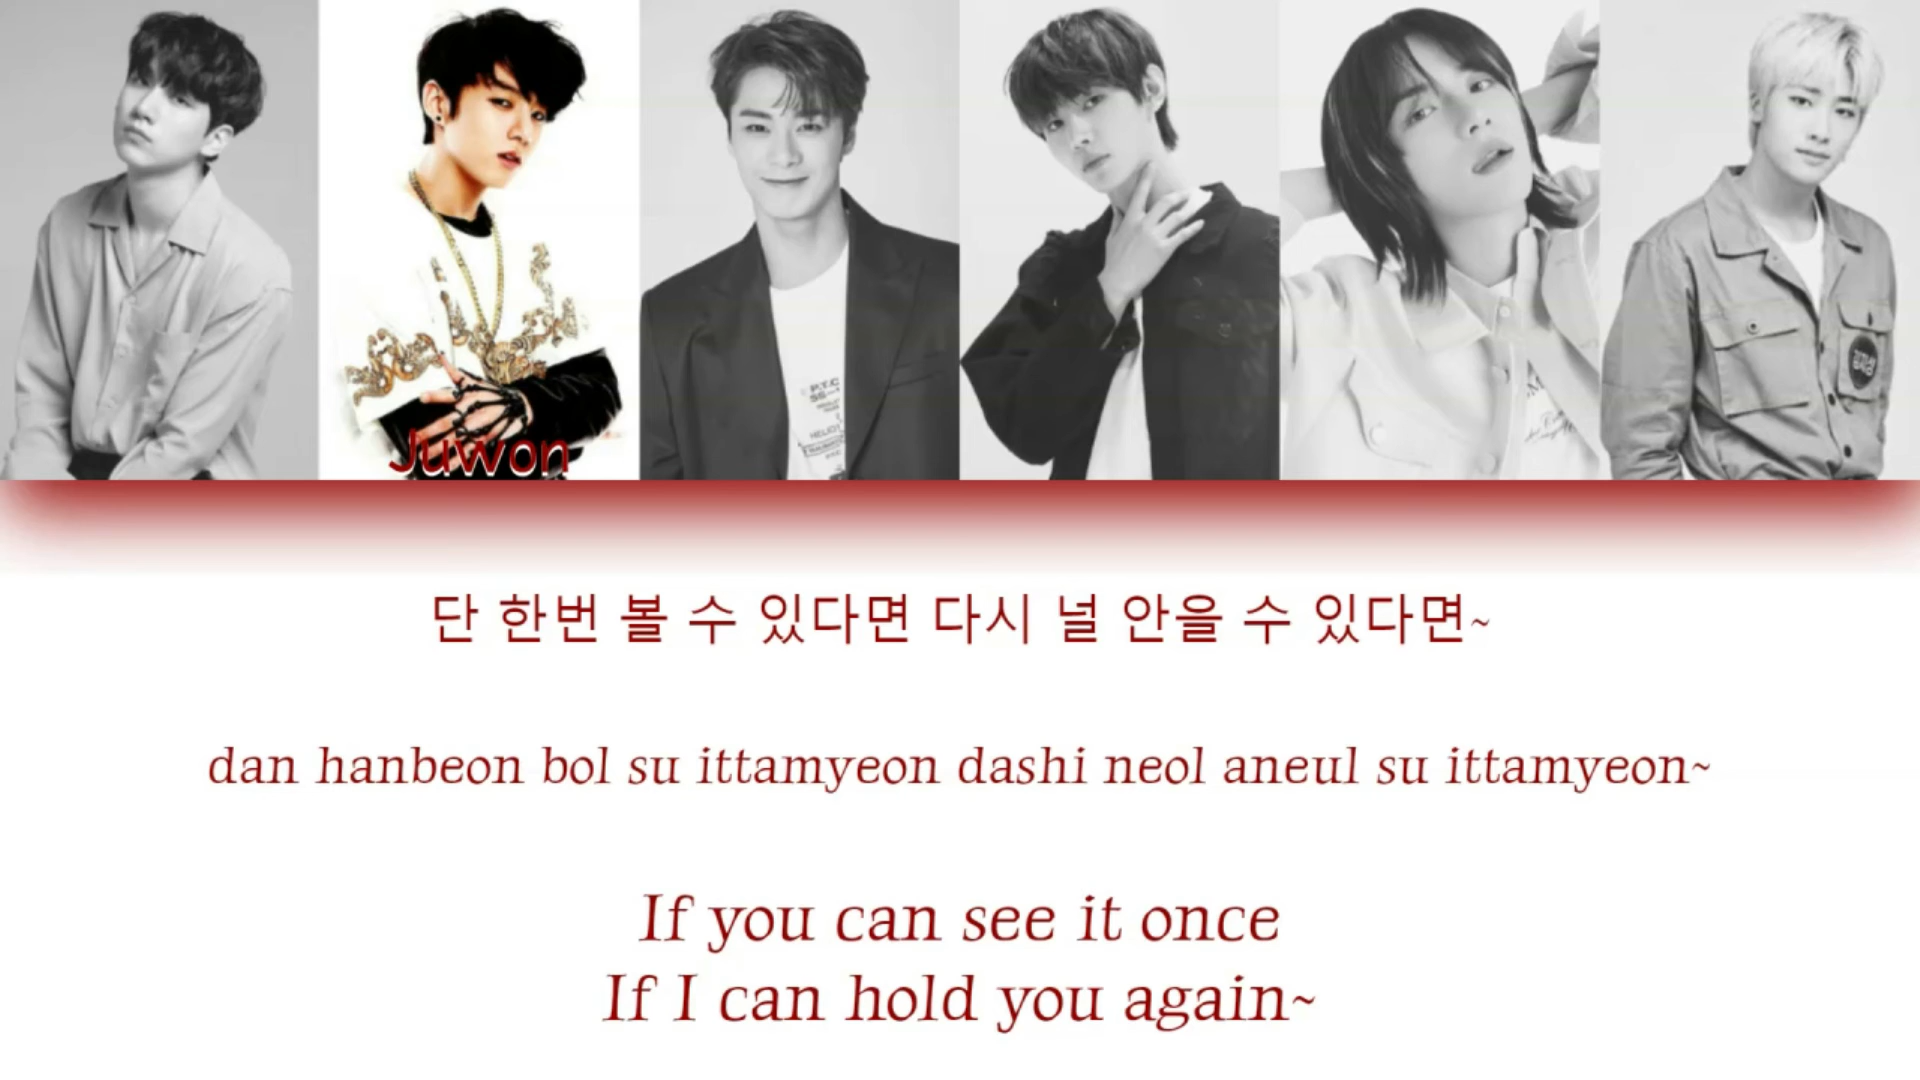 P.T.C
Juwon
단 한번 볼 수 있다면 다시 널 안을 수 있다면~
dan hanbeon bol su ittamyeon dashi neol aneul su ittamyeon~
If you can see it once
If I can hold you again~